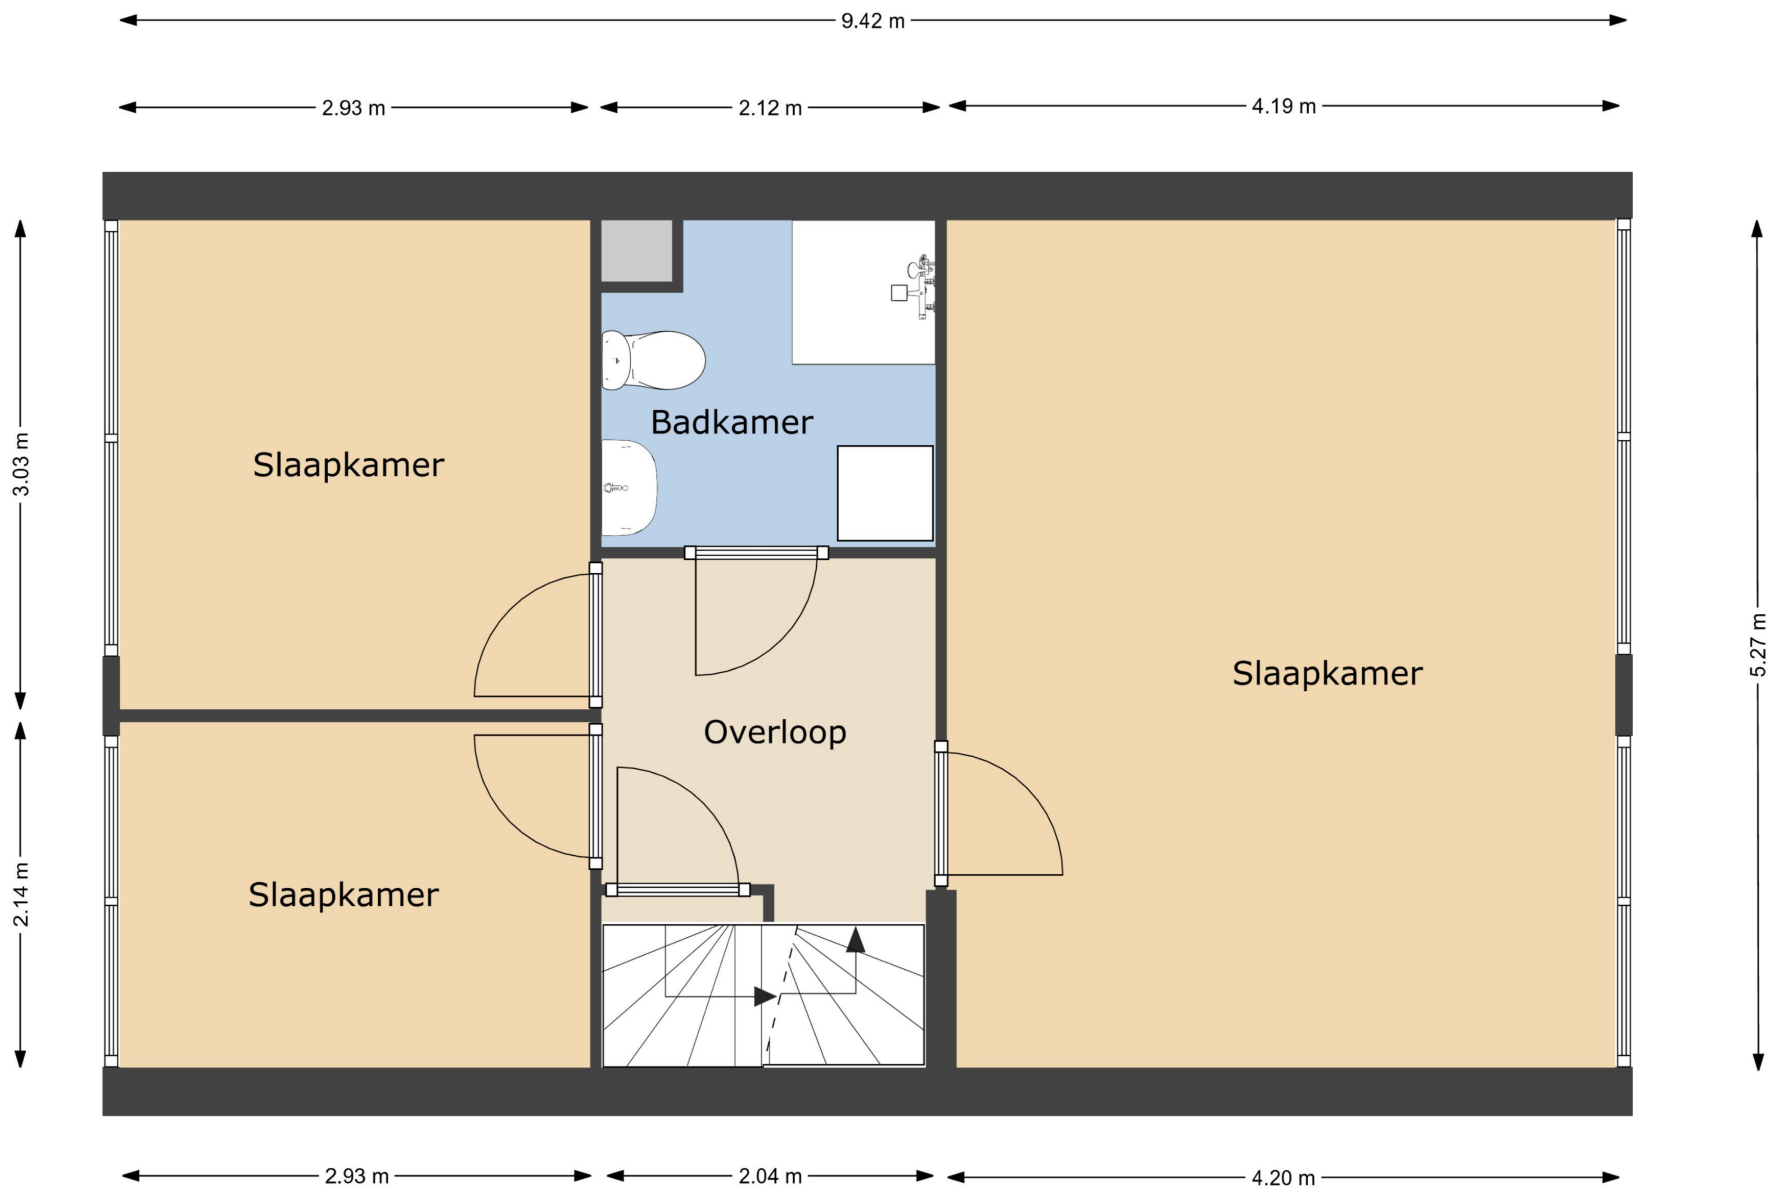 9.42 m
2.93 m
2.12 m
4.19 m
3.03 m
Badkamer
Slaapkamer
5.27 m
Slaapkamer
Overloop
2.14 m
Slaapkamer
2.93 m
2.04 m
4.20 m